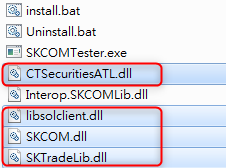 install.bat
Uninstall.bat
SKCOMTester.exe
CTSecuritiesATL.dll
Interop.SKCOMLib.dll
libsolclient.dll
SKCOM.dll
SKTradeLib.dll